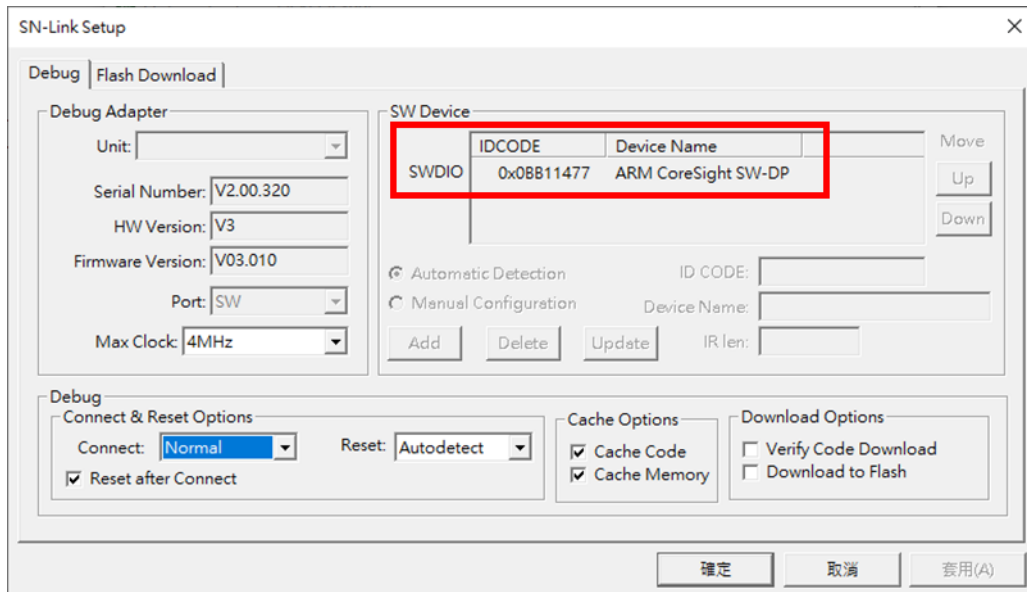 SN-Link Setup
Debug
Flash Download
Debug Adapter
Unit:
Serial Number: V2.00.320
HW Version: V3
Firmware Version: V03.010
Port: SW
Max Clock: 4MHz
SW Device
IDCODE Device Name
SWDIO 0x0BB11477 ARM CoreSight SW-DP
Move
Up
Down
Automatic Detection
Manual Configuration
ID CODE:
Device Name:
Add Delete Update IR len:
Debug
Connect & Reset Options
Connect: Normal Reset: Autodetect
Reset after Connect
Cache Options
Cache Code
Cache Memory
Download Options
Verify Code Download
Download to Flash
確定 取消 套用(A)